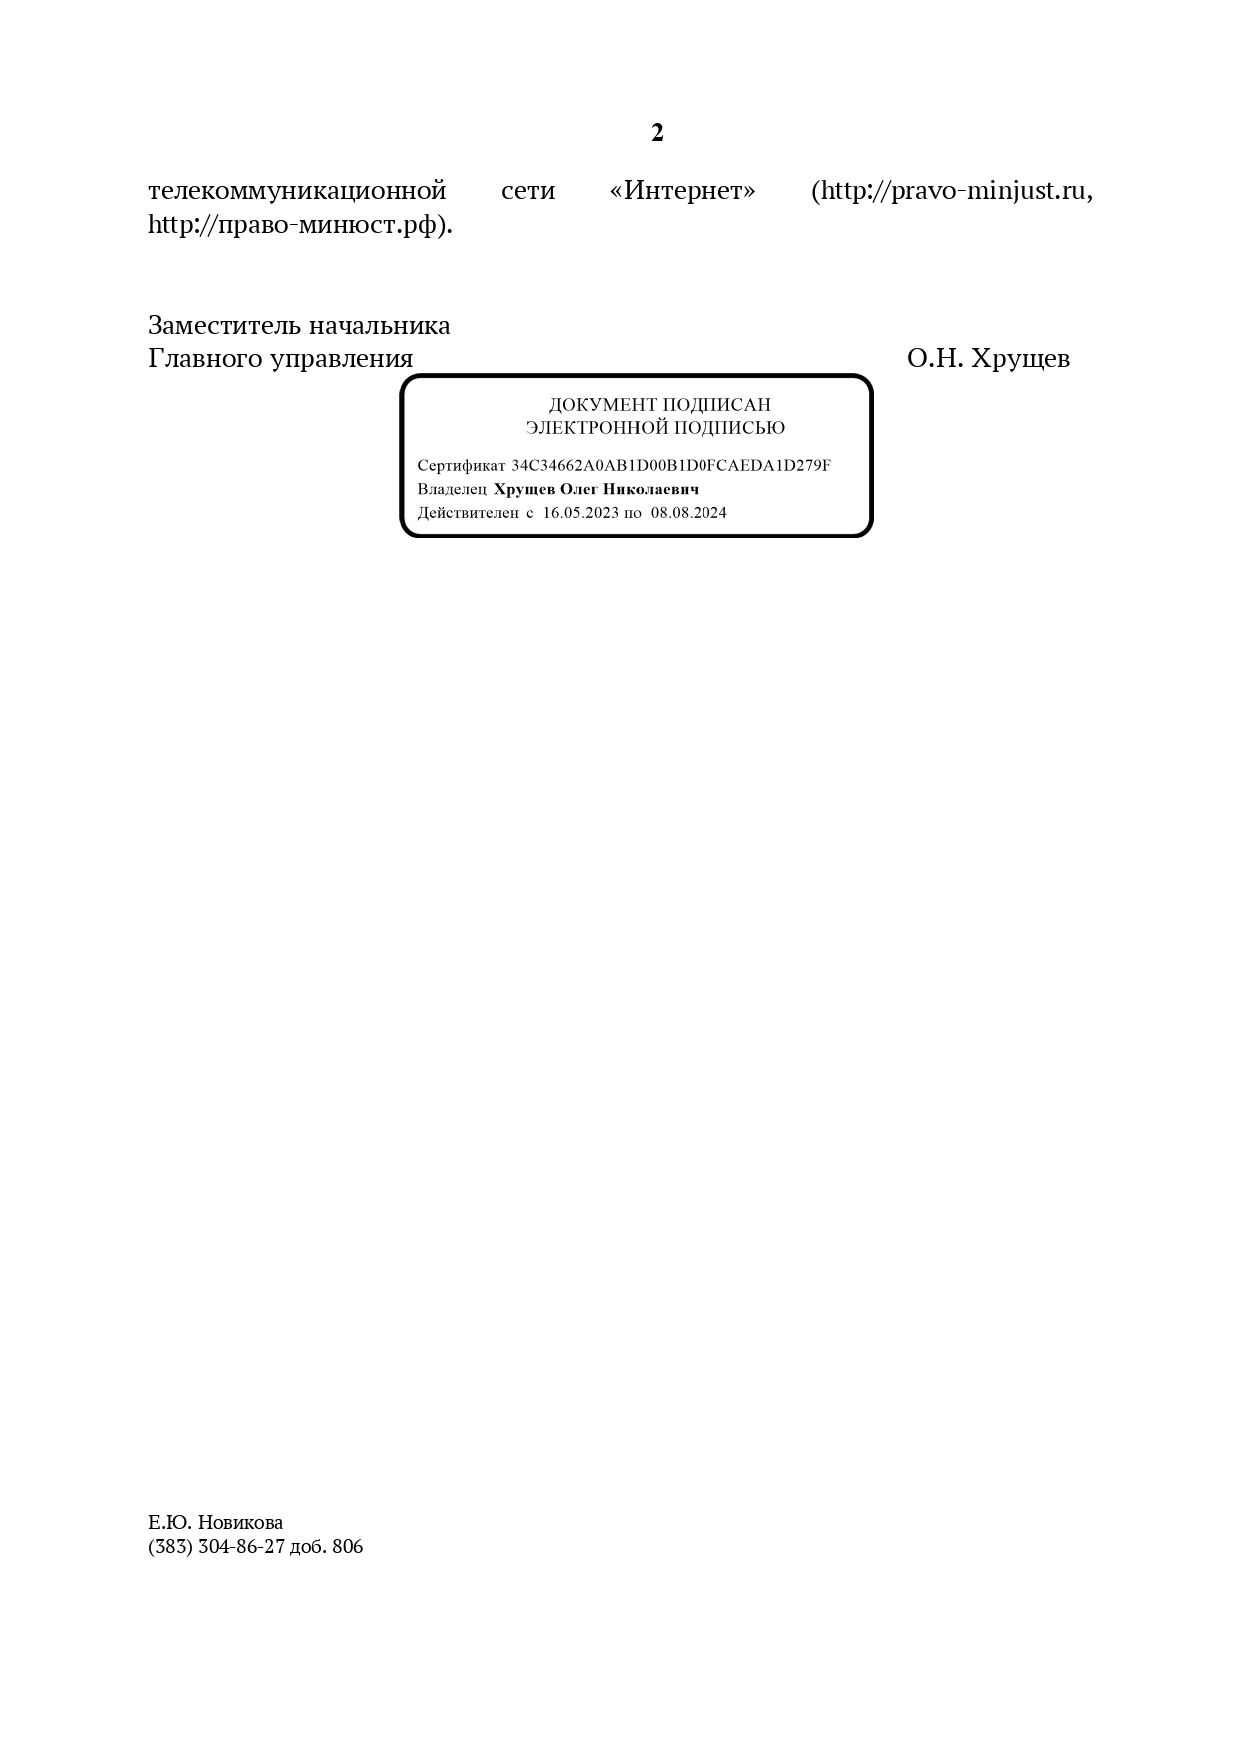 2
телекоммуникационной сети «Интернет» (http://pravo-minjust.ru,
http://право-минюст.рф).
Заместитель начальника
Главного управления О.Н. Хрущев
ДОКУМЕНТ ПОДПИСАН
ЭЛЕКТРОННОЙ ПОДПИСЬЮ
Сертификат 34C34662A0AB1D00B1D0FCAEDA1D279F
Владелец Хрущев Олег Николаевич
Действителен с 16.05.2023 по 08.08.2024
Е.Ю. Новикова
(383) 304-86-27 доб. 806